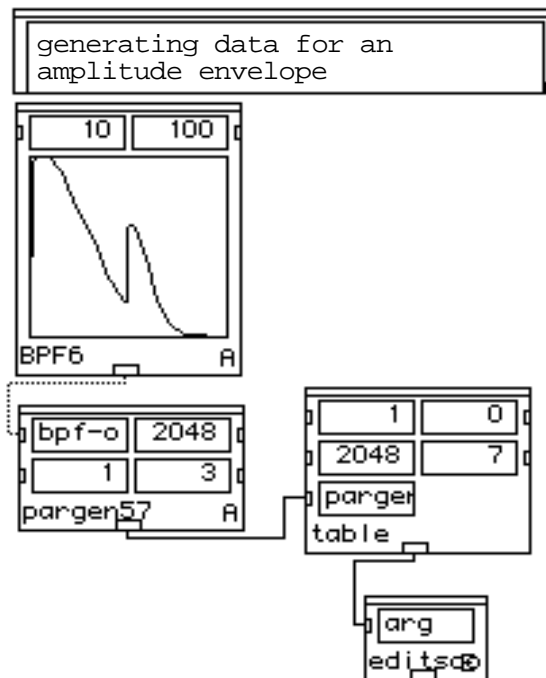 generating data for an
amplitude envelope
10 100
BPF6 A
bpf-o 2048
1 3
pargen57 A
1 0
2048 7
parger
table
arg